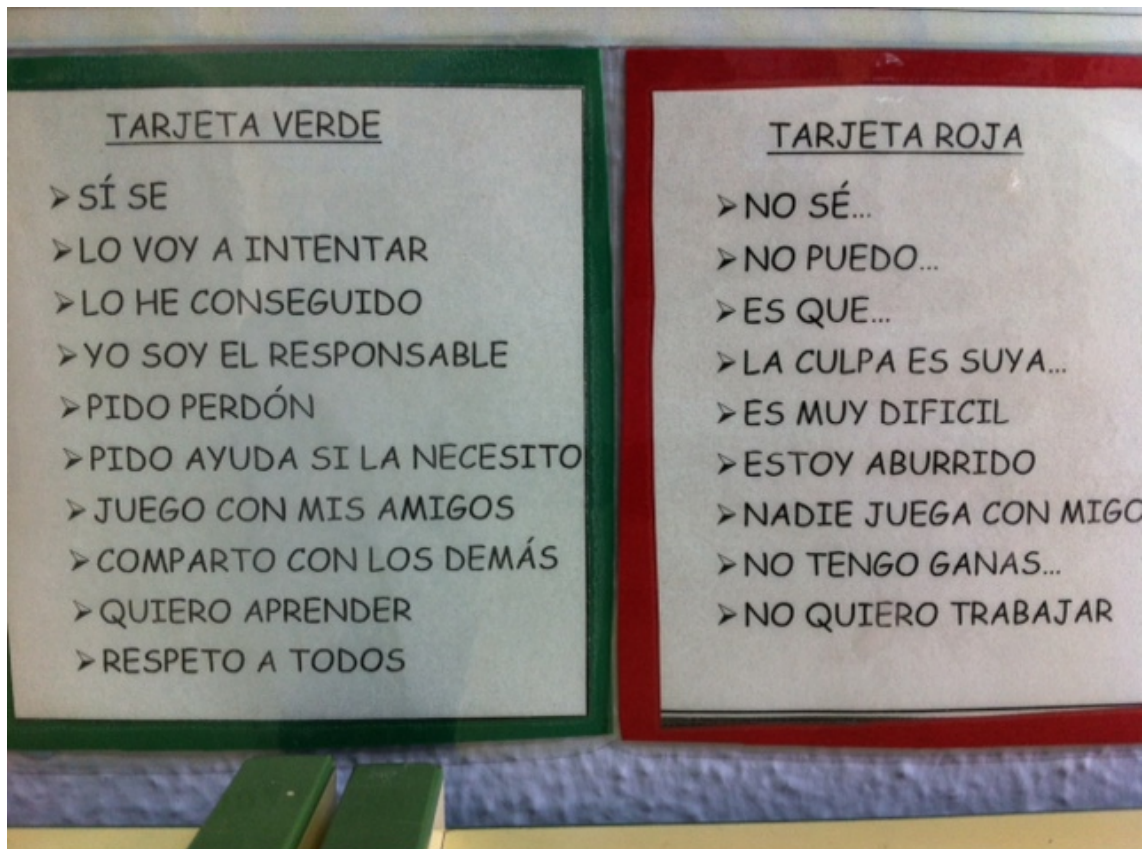 TARJETA VERDE
➢ SÍ SE
➢ LO VOY A INTENTAR
➢ LO HE CONSEGUIDO
➢ YO SOY EL RESPONSABLE
➢ PIDO PERDÓN
➢ PIDO AYUDA SI LA NECESITO
➢ JUEGO CON MIS AMIGOS
➢ COMPARTO CON LOS DEMÁS
➢ QUIERO APRENDER
➢ RESPETO A TODOS
TARJETA ROJA
➢ NO SÉ...
➢ NO PUEDO...
➢ ES QUE...
➢ LA CULPA ES SUYA...
➢ ES MUY DIFICIL
➢ ESTOY ABURRIDO
➢ NADIE JUEGA CON MIGO
➢ NO TENGO GANAS...
➢ NO QUIERO TRABAJAR